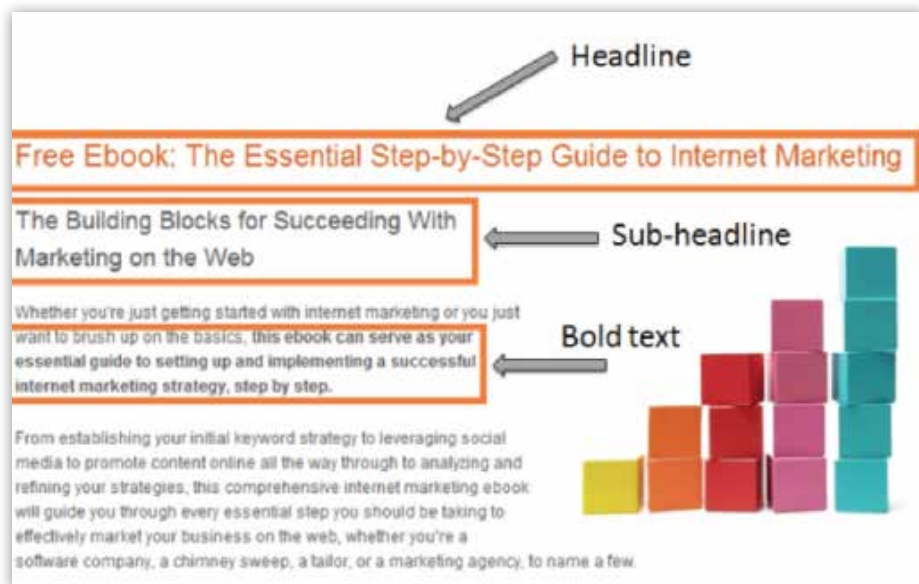 Headline
Free Ebook: The Essential Step-by-Step Guide to Internet Marketing
The Building Blocks for Succeeding With
Marketing on the Web
Sub-headline
Whether you're just getting started with internet marketing or you just
want to brush up on the basics, this ebook can serve as your
essential guide to setting up and implementing a successful
internet marketing strategy, step by step.
Bold text
From establishing your initial keyword strategy to leveraging social
media to promote content online all the way through to analyzing and
refining your strategies, this comprehensive internet marketing ebook
will guide you through every essential step you should be taking to
effectively market your business on the web, whether you're a
software company, a chimney sweep, a tailor, or a marketing agency, to name a few.